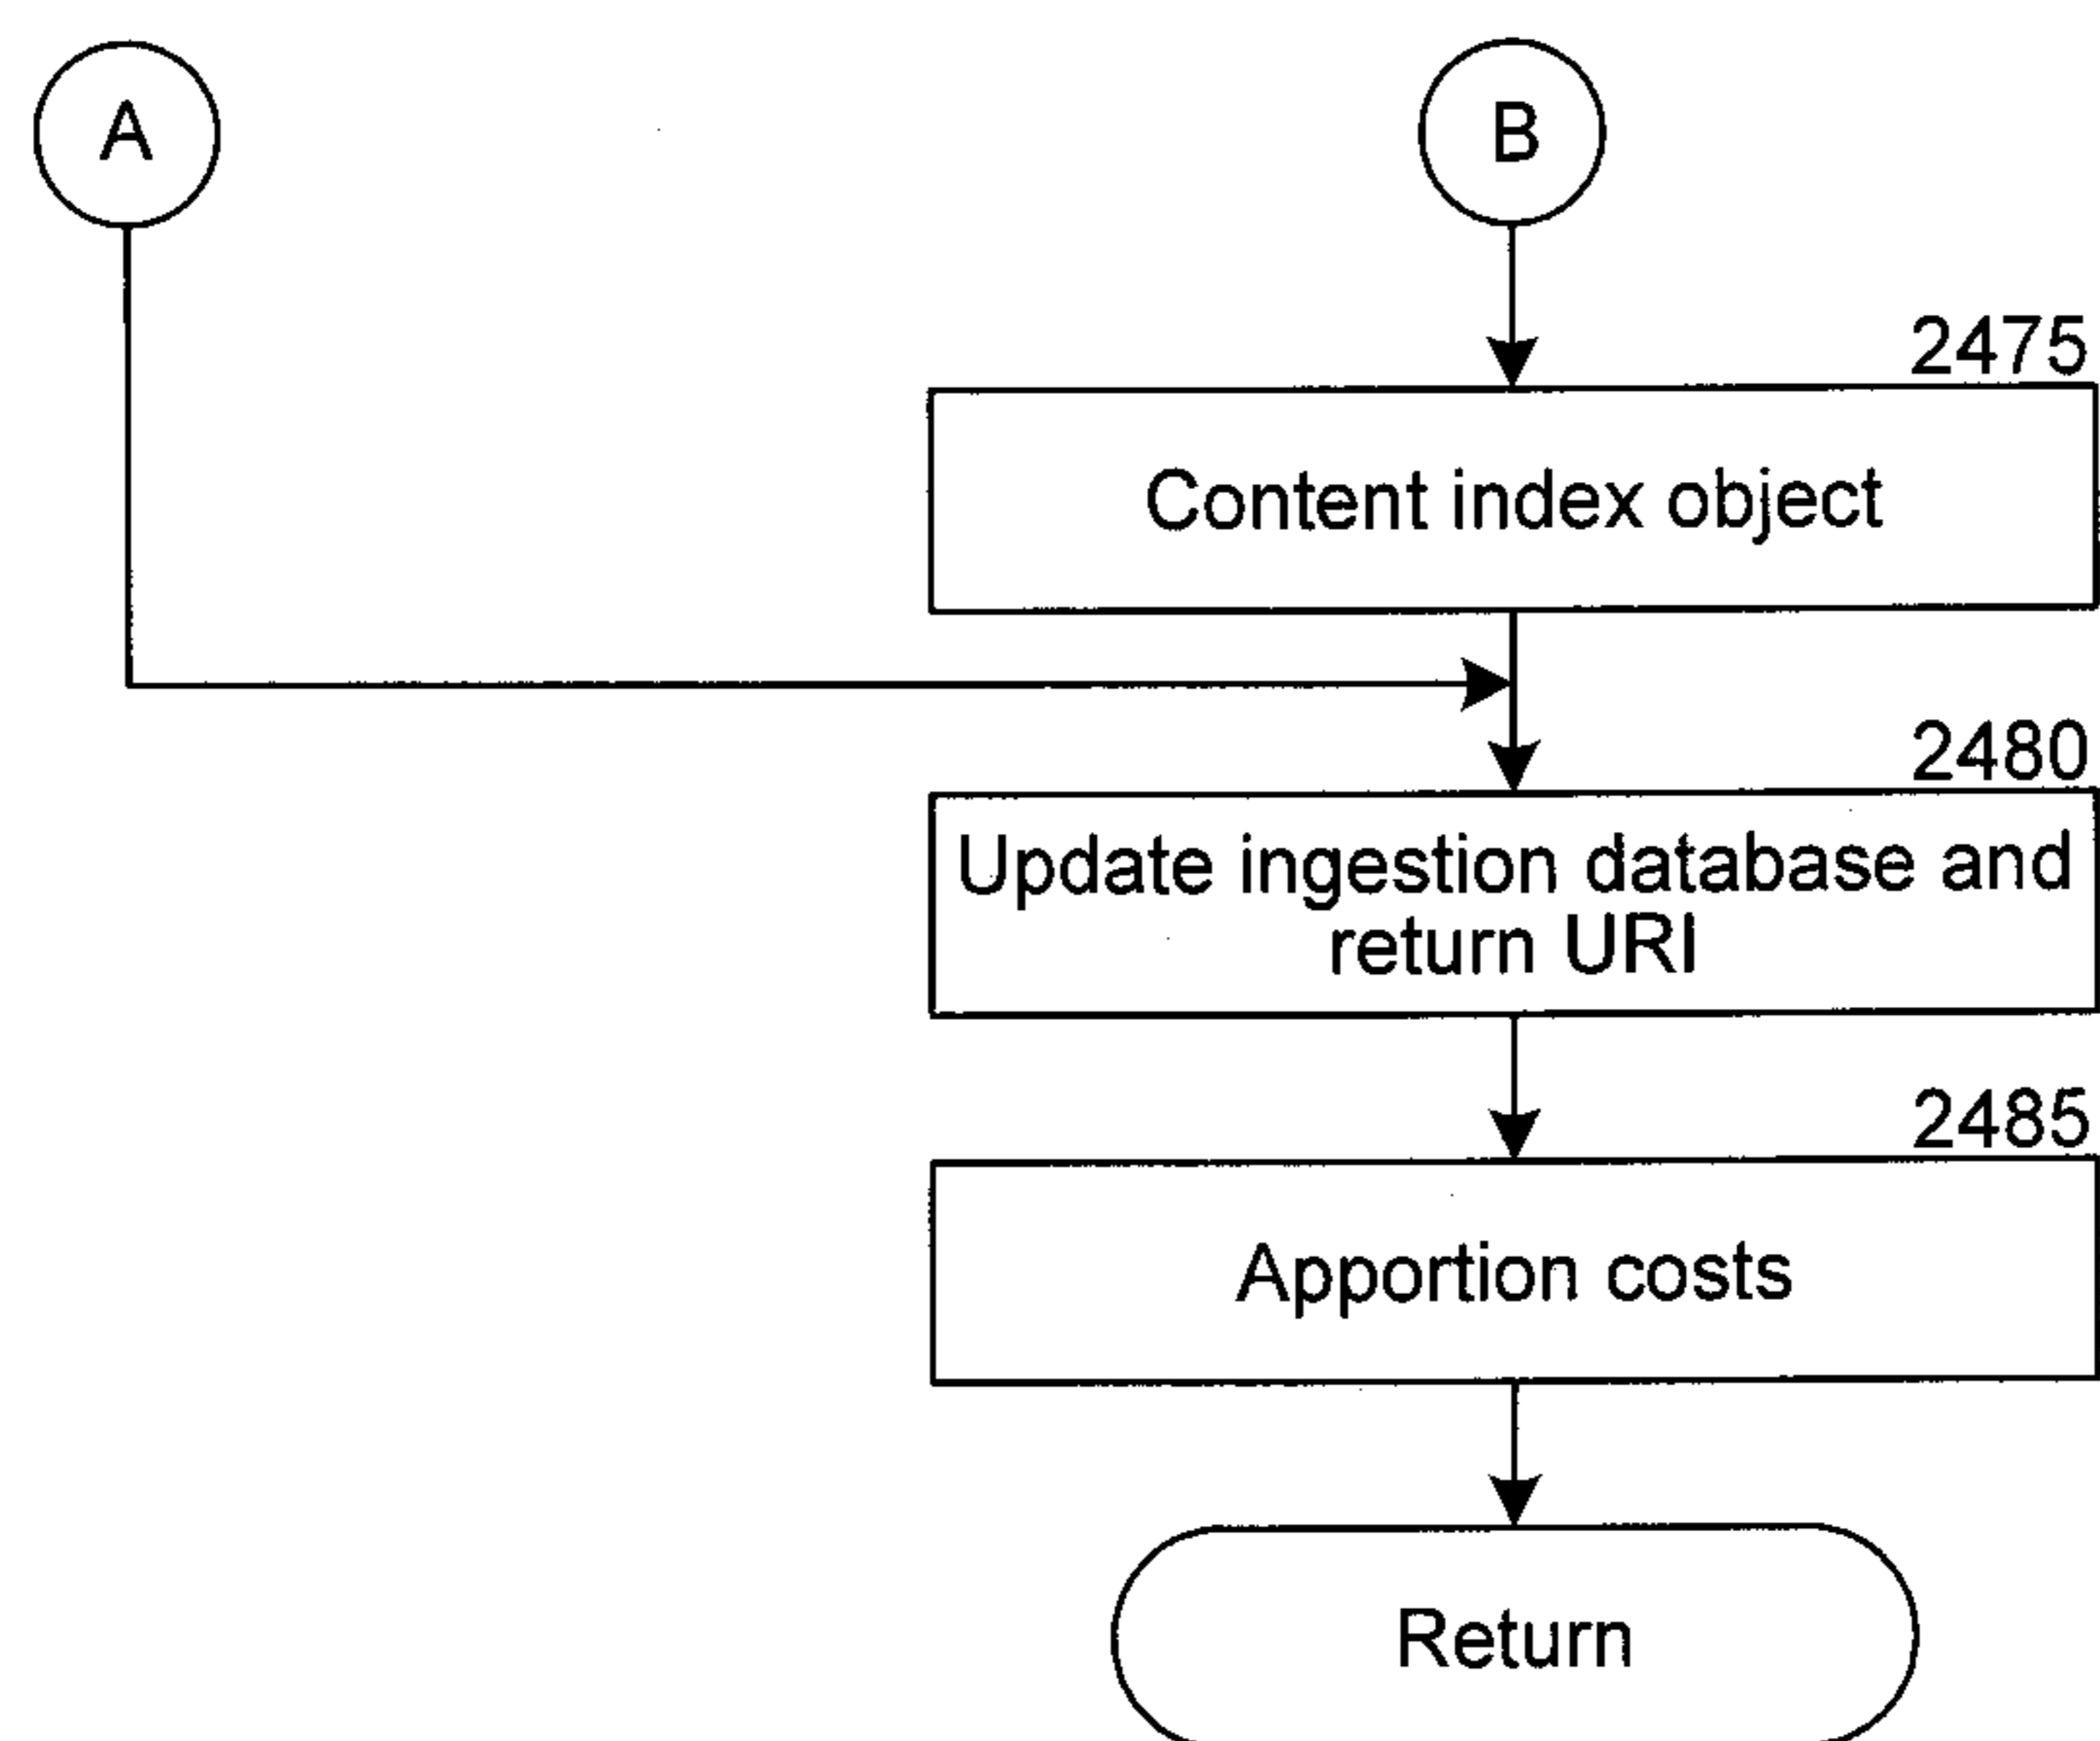 A
B
2475
Content index object
2480
Update ingestion database and
return URI
2485
Apportion costs
Return